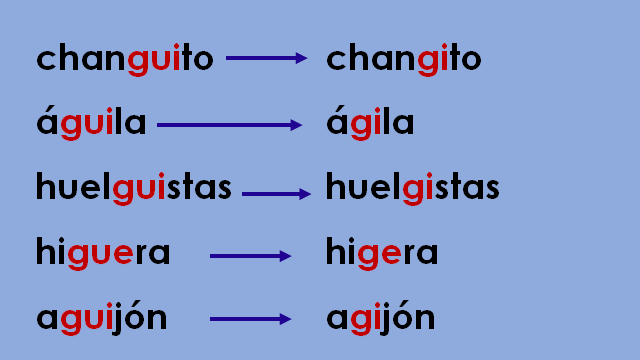 changuito changito
águila ágila
huelguistas huelgistas
higuera higera
aguijón agijón